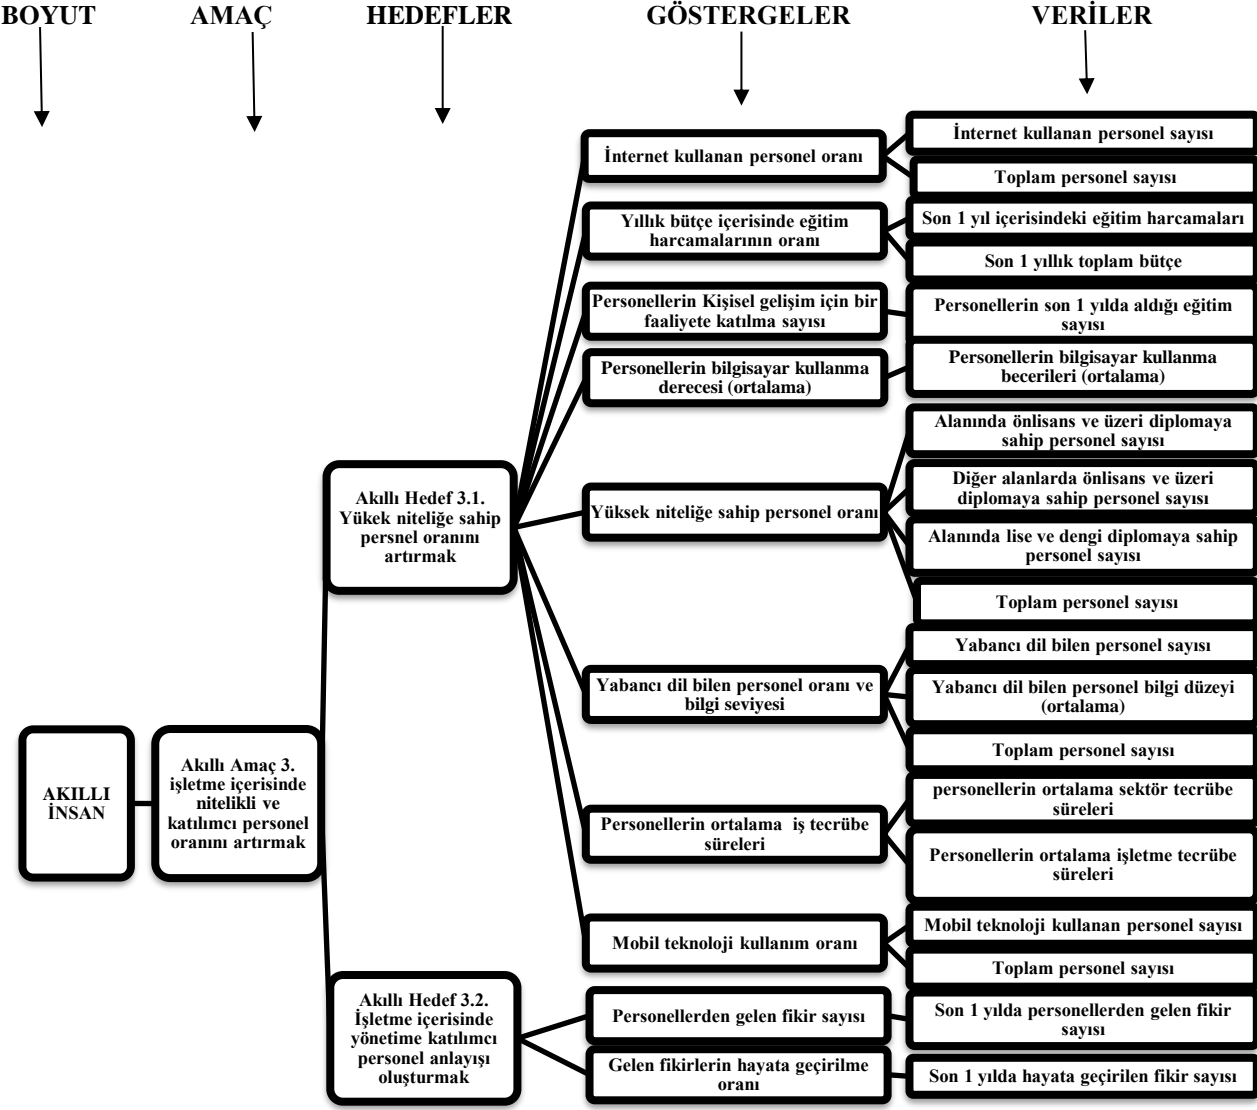 BOYUT
AMAÇ
HEDEFLER
GÖSTERGELER
VERİLER
AKILLI
İNSAN
Akıllı Amaç 3.
işletme içerisinde
nitelikli ve
katılımcı personel
oranını artırmak
Akıllı Hedef 3.1.
Yükek niteliğe sahip
persnel oranını
artırmak
İnternet kullanan personel oranı
İnternet kullanan personel sayısı
Toplam personel sayısı
Yıllık bütçe içerisinde eğitim
harcamalarının oranı
Son 1 yıl içerisindeki eğitim harcamaları
Son 1 yıllık toplam bütçe
Personellerin Kişisel gelişim için bir
faaliyete katılma sayısı
Personellerin son 1 yılda aldığı eğitim
sayısı
Personellerin bilgisayar kullanma
derecesi (ortalama)
Personellerin bilgisayar kullanma
becerileri (ortalama)
Yüksek niteliğe sahip personel oranı
Alanında önlisans ve üzeri diplomaya
sahip personel sayısı
Diğer alanlarda önlisans ve üzeri
diplomaya sahip personel sayısı
Alanında lise ve dengi diplomaya sahip
personel sayısı
Toplam personel sayısı
Yabancı dil bilen personel oranı ve
bilgi seviyesi
Yabancı dil bilen personel sayısı
Yabancı dil bilen personel bilgi düzeyi
(ortalama)
Toplam personel sayısı
Personellerin ortalama  iş tecrübe
süreleri
personellerin ortalama sektör tecrübe
süreleri
Personellerin ortalama işletme tecrübe
süreleri
Mobil teknoloji kullanım oranı
Mobil teknoloji kullanan personel sayısı
Toplam personel sayısı
Akıllı Hedef 3.2.
İşletme içerisinde
yönetime katılımcı
personel anlayışı
oluşturmak
Personellerden gelen fikir sayısı
Son 1 yılda personellerden gelen fikir
sayısı
Gelen fikirlerin hayata geçirilme
oranı
Son 1 yılda hayata geçirilen fikir sayısı